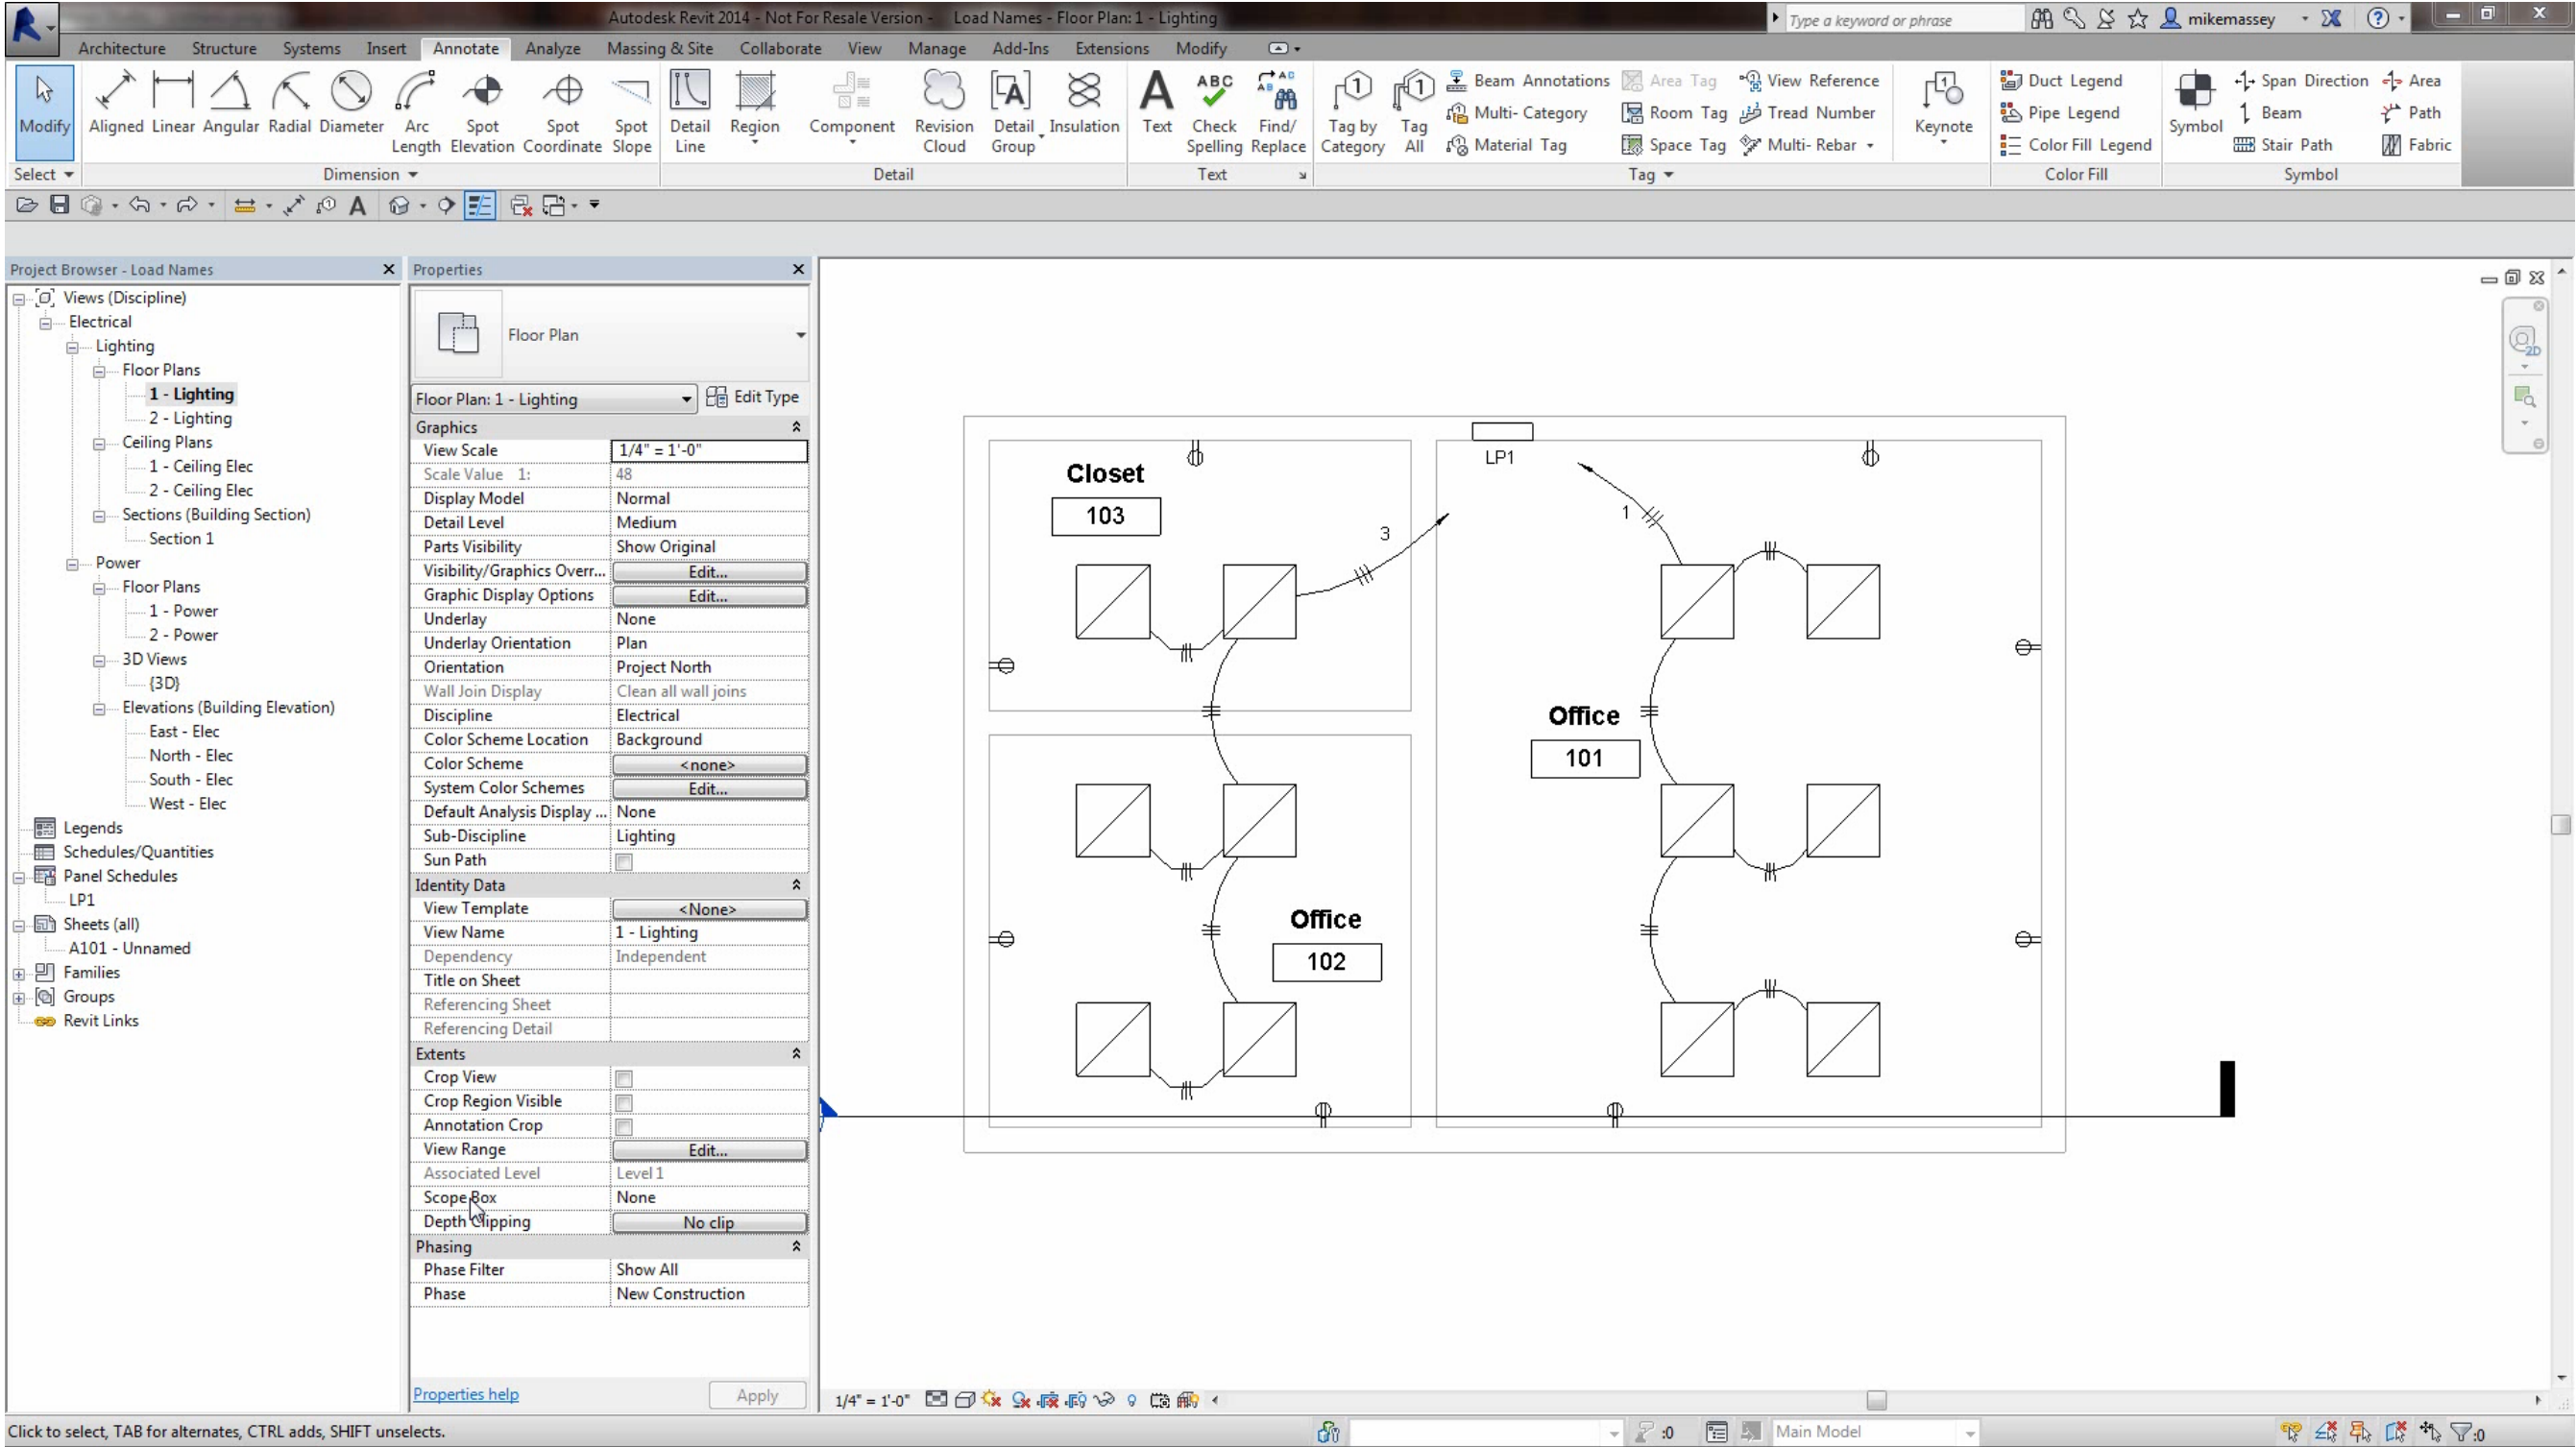 Autodesk Revit 2014 - Not For Resale Version - Load Names - Floor Plan: 1 - Lighting
Type a keyword or phrase
mikemassey
Architecture Structure Systems Insert Annotate Analyze Massing & Site Collaborate View Manage Add-Ins Extensions Modify
Modify
Aligned Linear Angular Radial Diameter Arc Length Spot Elevation Spot Coordinate Spot Slope
Detail Line Region Component Revision Cloud Detail Group Insulation
A Text ABC Check Spelling Find/ Replace
Tag by Category Tag All
Beam Annotations Area Tag View Reference
Multi- Category Room Tag Tread Number
Material Tag Space Tag Multi- Rebar
Keynote
Duct Legend
Pipe Legend
Color Fill Legend
Symbol
Span Direction Area
Beam Path
Stair Path Fabric
Select Dimension Detail Text Tag Color Fill Symbol
Project Browser - Load Names
Views (Discipline)
Electrical
Lighting
Floor Plans
1 - Lighting
2 - Lighting
Ceiling Plans
1 - Ceiling Elec
2 - Ceiling Elec
Sections (Building Section)
Section 1
Power
Floor Plans
1 - Power
2 - Power
3D Views
{3D}
Elevations (Building Elevation)
East - Elec
North - Elec
South - Elec
West - Elec
Legends
Schedules/Quantities
Panel Schedules
LP1
Sheets (all)
A101 - Unnamed
Families
Groups
Revit Links
Properties
Floor Plan
Floor Plan: 1 - Lighting Edit Type
Graphics
View Scale 1/4" = 1'-0"
Scale Value 1: 48
Display Model Normal
Detail Level Medium
Parts Visibility Show Original
Visibility/Graphics Overr... Edit...
Graphic Display Options Edit...
Underlay None
Underlay Orientation Plan
Orientation Project North
Wall Join Display Clean all wall joins
Discipline Electrical
Color Scheme Location Background
Color Scheme <none>
System Color Schemes Edit...
Default Analysis Display ... None
Sub-Discipline Lighting
Sun Path
Identity Data
View Template <None>
View Name 1 - Lighting
Dependency Independent
Title on Sheet
Referencing Sheet
Referencing Detail
Extents
Crop View
Crop Region Visible
Annotation Crop
View Range Edit...
Associated Level Level 1
Scope Box None
Depth Clipping No clip
Phasing
Phase Filter Show All
Phase New Construction
Properties help Apply
2D
LP1
Closet
103
3
1
Office
101
Office
102
1/4" = 1'-0"
Click to select, TAB for alternates, CTRL adds, SHIFT unselects.
:0
Main Model
:0